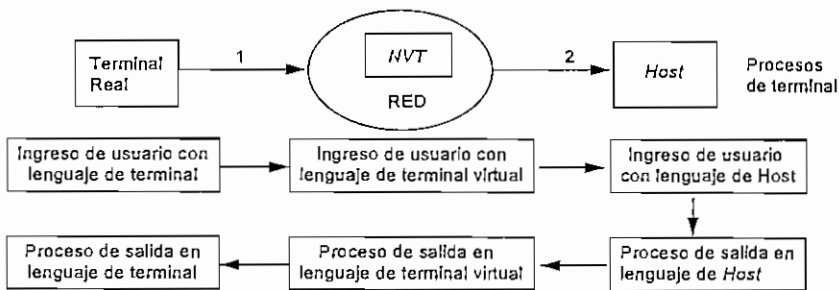 1
2
Terminal
Real
NVT
RED
Host
Procesos
de terminal
Ingreso de usuario con
lenguaje de terminal
Ingreso de usuario con
lenguaje de terminal virtual
Ingreso de usuario
con lenguaje de Host
Proceso de salida en
lenguaje de terminal
Proceso de salida en
lenguaje de terminal virtual
Proceso de salida en
lenguaje de Host